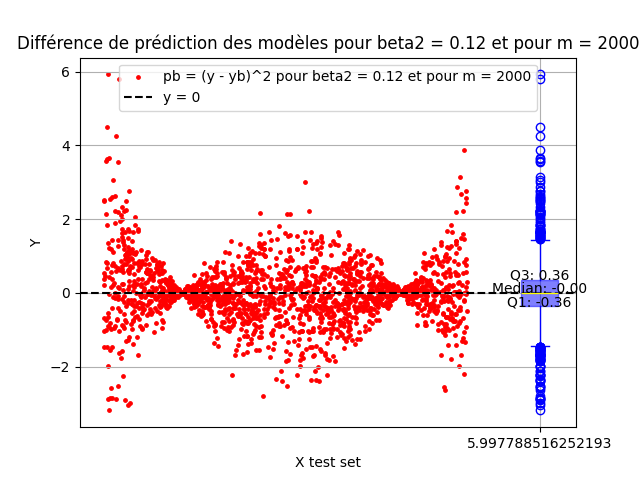 Différence de prédiction des modèles pour beta2 = 0.12 et pour m = 2000
pb = (y - yb)^2 pour beta2 = 0.12 et pour m = 2000
y = 0
6
4
2
0
−2
Y
Q3: 0.36
Median: -0.00
Q1: -0.36
5.997788516252193
X test set